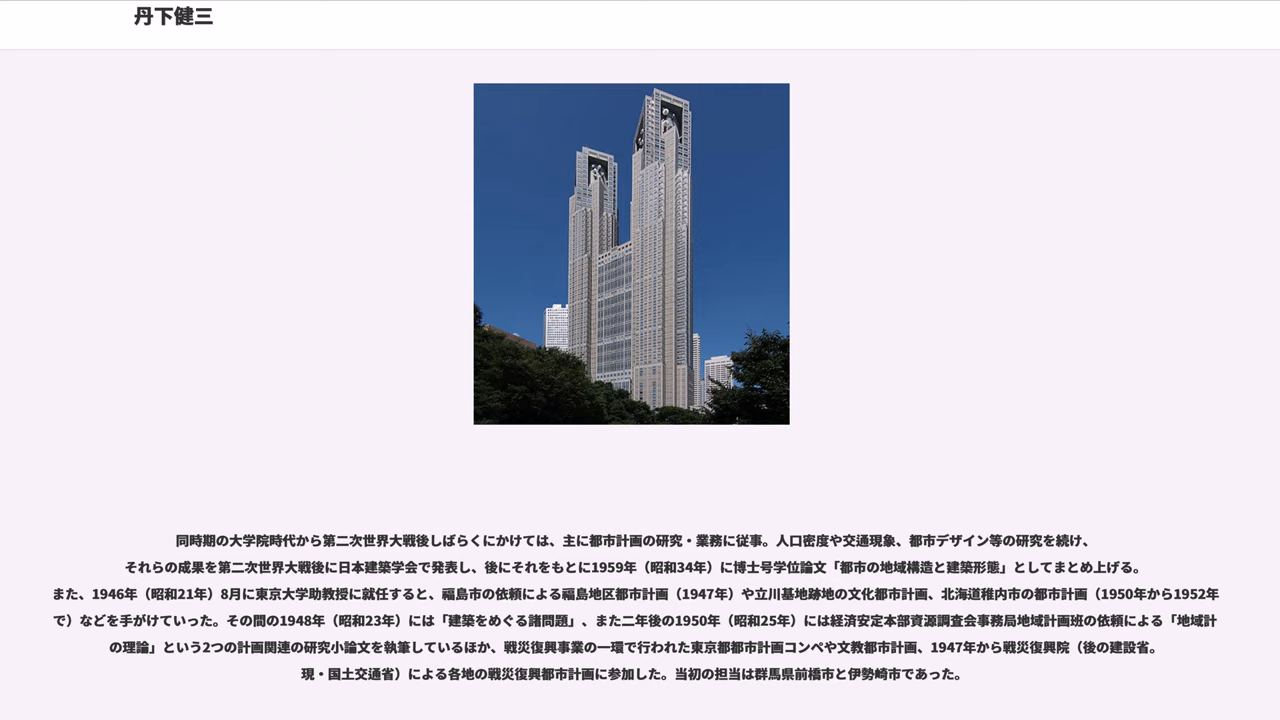 丹下健三
同時期の大学院時代から第二次世界大戦後しばらくにかけては、主に都市計画の研究・業務に従事。人口密度や交通現象、都市デザイン等の研究を続け、
それらの成果を第二次世界大戦後に日本建築学会で発表し、後にそれをもとに1959年（昭和34年）に博士号学位論文「都市の地域構造と建築形態」としてまとめ上げる。
また、1946年（昭和21年）8月に東京大学助教授に就任すると、福島市の依頼による福島地区都市計画（1947年）や立川基地跡地の文化都市計画、北海道稚内市の都市計画（1950年から1952年
で）などを手がけていった。その間の1948年（昭和23年）には「建築をめぐる諸問題」、また二年後の1950年（昭和25年）には経済安定本部資源調査会事務局地域計画班の依頼による「地域計
の理論」という2つの計画関連の研究小論文を執筆しているほか、戦災復興事業の一環で行われた東京都都市計画コンペや文教都市計画、1947年から戦災復興院（後の建設省。
現・国土交通省）による各地の戦災復興都市計画に参加した。当初の担当は群馬県前橋市と伊勢崎市であった。